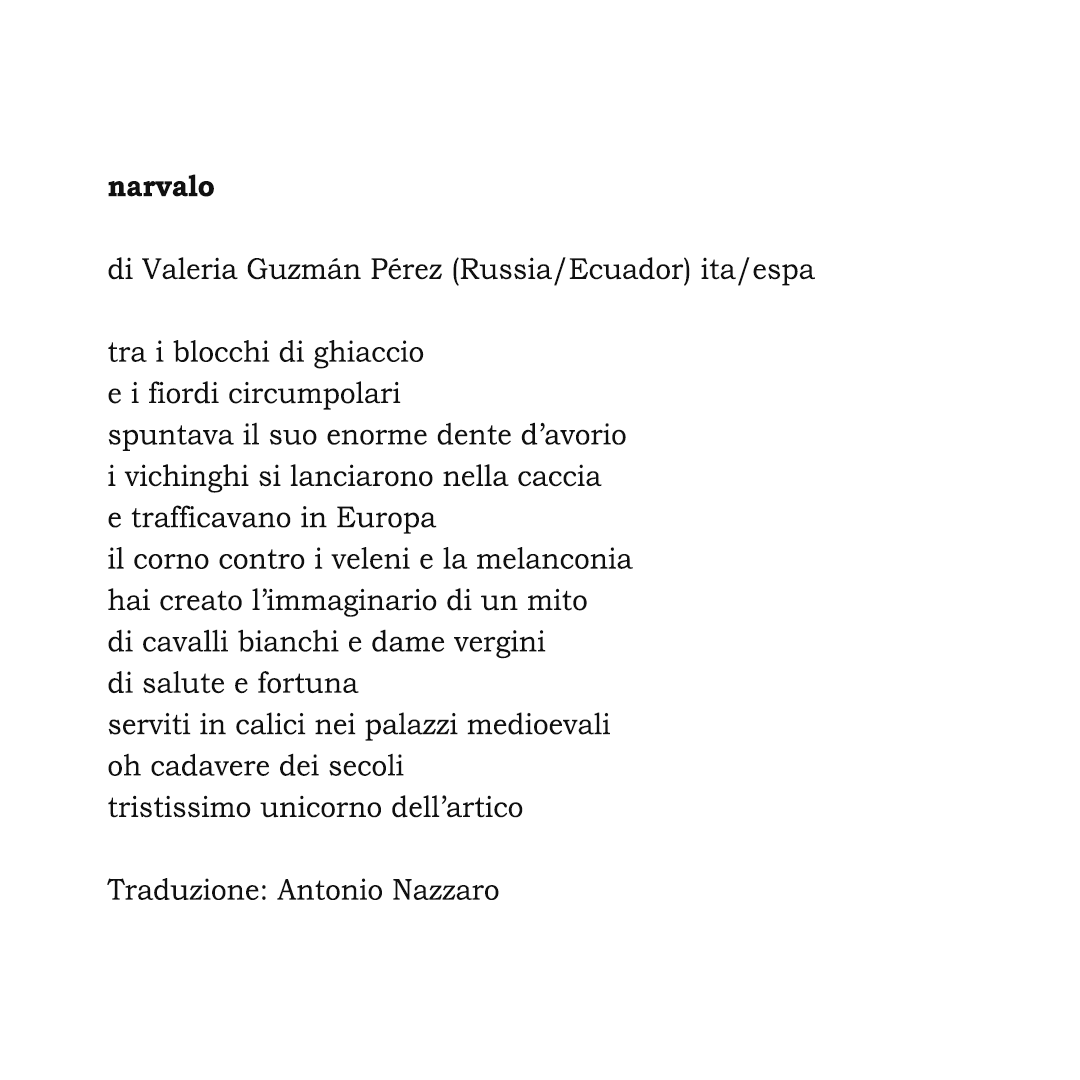 narvalo
di Valeria Guzmán Pérez (Russia/Ecuador) ita/espa
tra i blocchi di ghiaccio
e i fiordi circumpolari
spuntava il suo enorme dente d’avorio
i vichinghi si lanciarono nella caccia
e trafficavano in Europa
il corno contro i veleni e la melanconia
hai creato l’immaginario di un mito
di cavalli bianchi e dame vergini
di salute e fortuna
serviti in calici nei palazzi medioevali
oh cadavere dei secoli
tristissimo unicorno dell’artico
Traduzione: Antonio Nazzaro